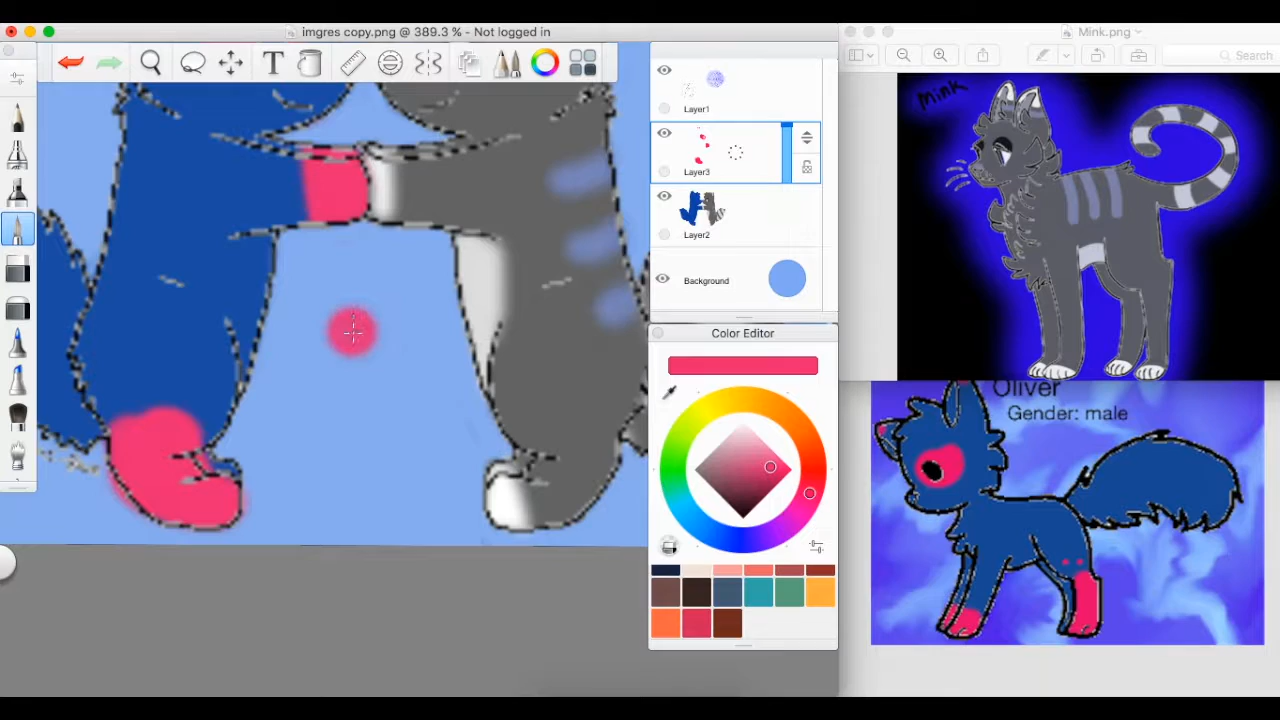 imgres copy.png @ 389.3 % - Not logged in
Mink.png
T
Search
Layer1
Layer3
Layer2
Background
Color Editor
Mink
Oliver
Gender: male